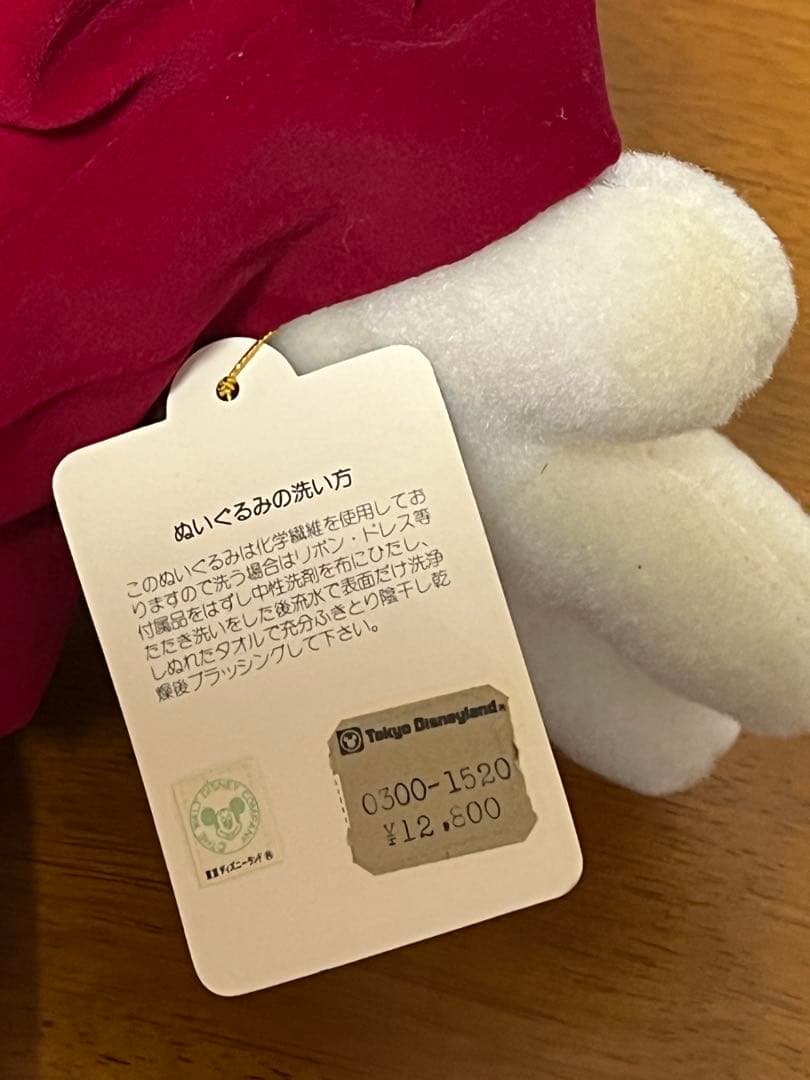 ぬいぐるみの洗い方
このぬいぐるみは化学繊維を使用してお
りますので洗う場合はリボン・ドレス等
付属品をはずし中性洗剤を布にひたし、
たたき洗いをした後流水で表面だけ洗浄
しぬれたタオルで充分ふきとり陰干し乾
燥後ブラッシングして下さい。
Tokyo Disneyland®
0300-1520
¥12,800
©THE WALT DISNEY COMPANY
東京ディズニーランド®